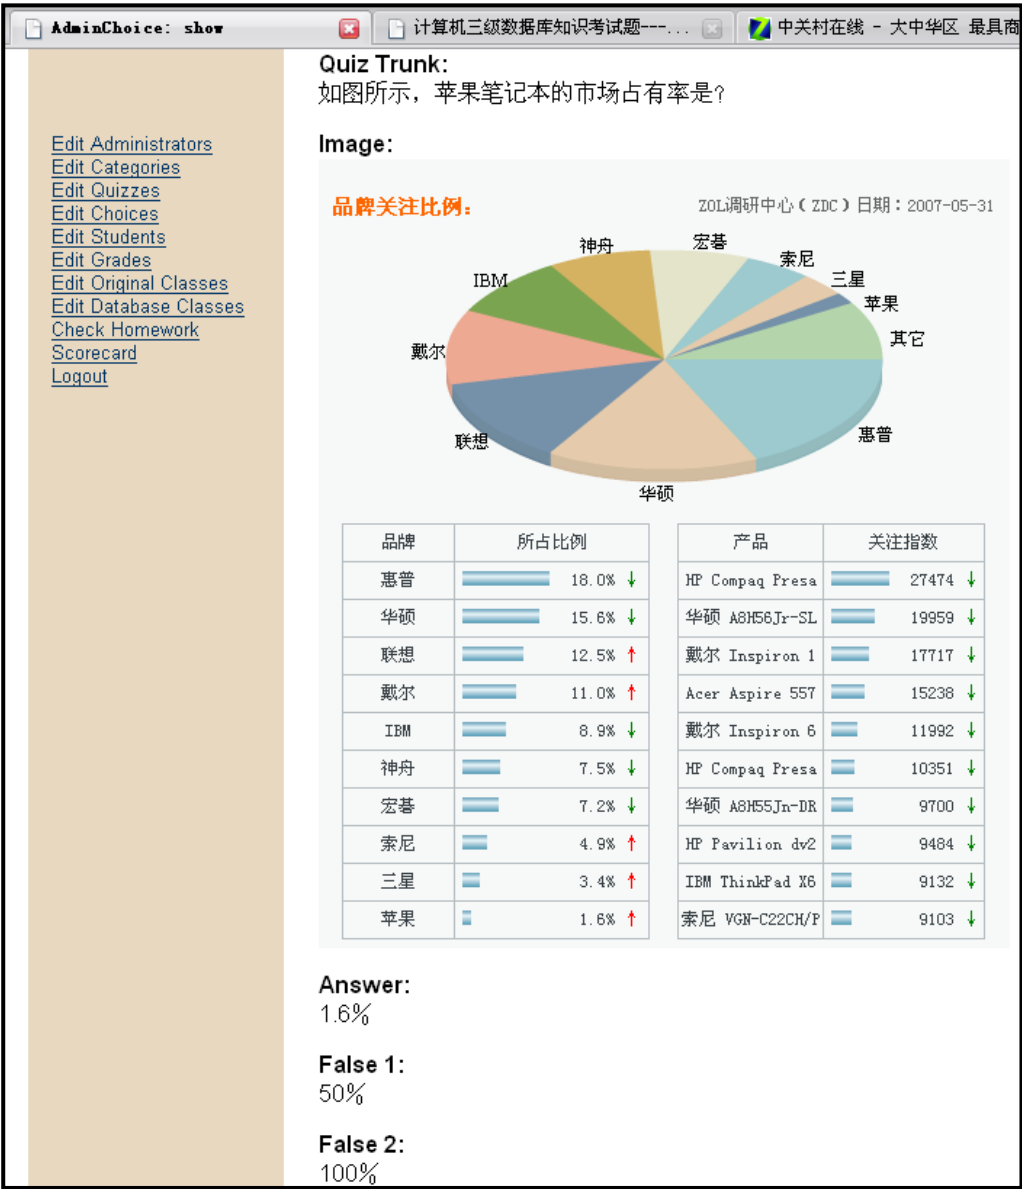 AdminChoice: show
计算机三级数据库知识考试题---...
中关村在线 - 大中华区 最具商
Edit Administrators
Edit Categories
Edit Quizzes
Edit Choices
Edit Students
Edit Grades
Edit Original Classes
Edit Database Classes
Check Homework
Scorecard
Logout
Quiz Trunk:
如图所示，苹果笔记本的市场占有率是?
Image:
品牌关注比例：
ZOL调研中心（ZDC）日期：2007-05-31
神舟
宏碁
索尼
IBM
三星
苹果
其它
戴尔
联想
惠普
华硕
品牌 所占比例
惠普 18.0% ↓
华硕 15.6% ↓
联想 12.5% ↑
戴尔 11.0% ↑
IBM 8.9% ↓
神舟 7.5% ↓
宏碁 7.2% ↓
索尼 4.9% ↑
三星 3.4% ↑
苹果 1.6% ↑
产品 关注指数
HP Compaq Presa 27474 ↓
华硕 A8H56Jr-SL 19959 ↓
戴尔 Inspiron 1 17717 ↓
Acer Aspire 557 15238 ↓
戴尔 Inspiron 6 11992 ↓
HP Compaq Presa 10351 ↓
华硕 A8H55Jn-DR 9700 ↓
HP Pavilion dv2 9484 ↓
IBM ThinkPad X6 9132 ↓
索尼 VGN-C22CH/P 9103 ↓
Answer:
1.6%
False 1:
50%
False 2:
100%